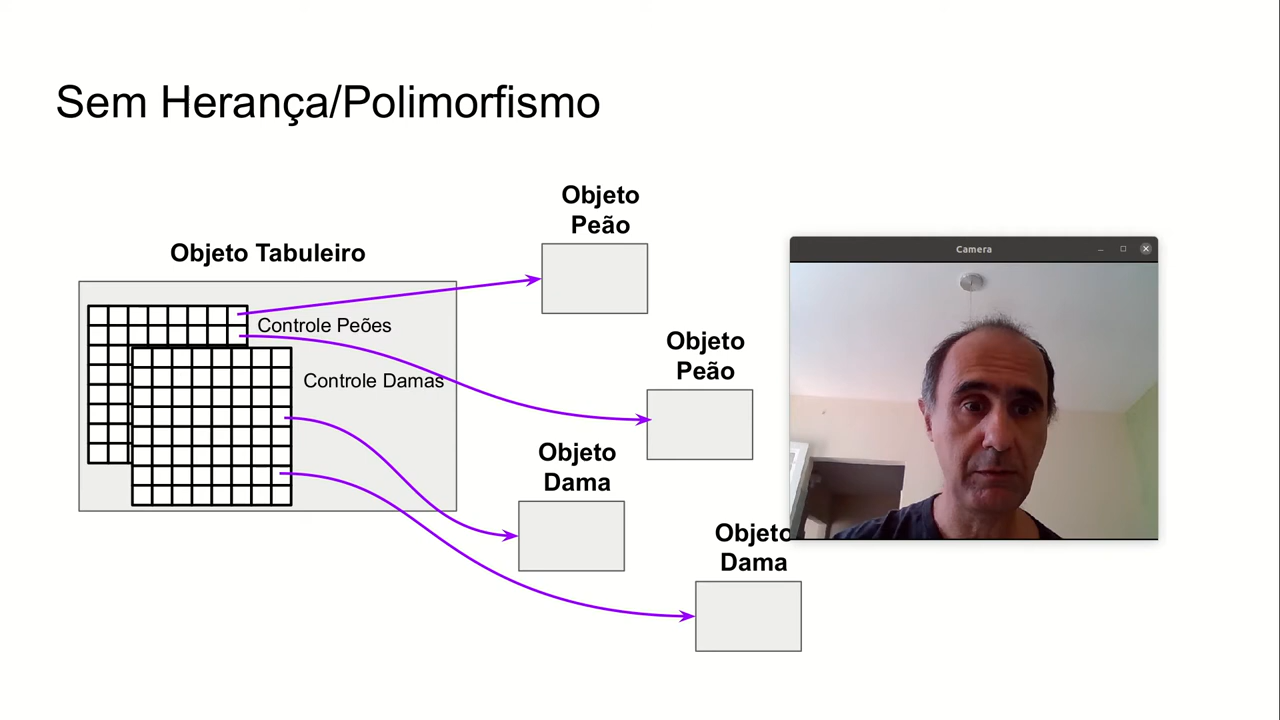 Sem Herança/Polimorfismo
Objeto
Peão
Objeto Tabuleiro
Camera
Controle Peões
Objeto
Peão
Controle Damas
Objeto
Dama
Objeto
Dama